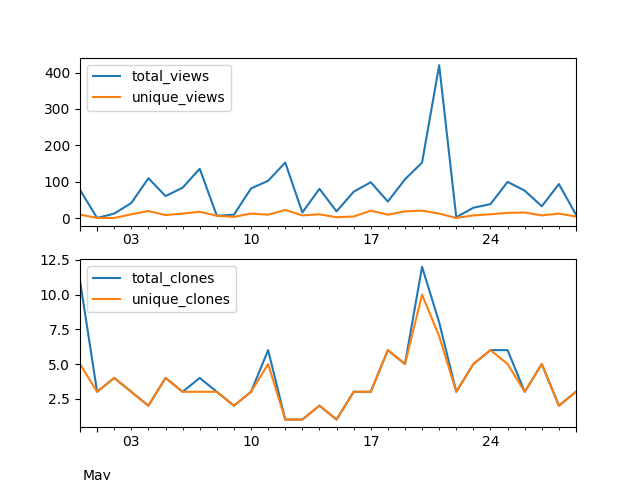 400
300
200
100
0
total_views
unique_views
03 10 17 24
12.5
10.0
7.5
5.0
2.5
total_clones
unique_clones
03 10 17 24
May